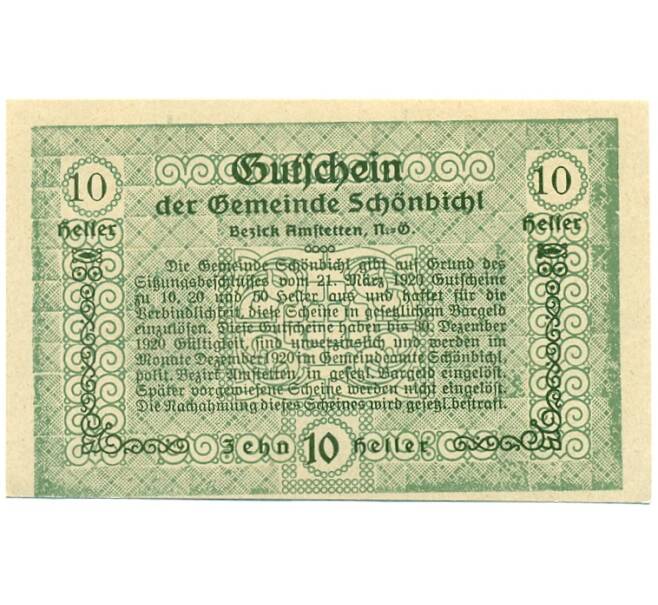 Gutschein
10
10
der Gemeinde Schönbichl
Heller
Heller
Bezirk Amstetten, N.-Ö.
Die Gemeinde Schönbichl gibt auf Grund des
Sitzungsbeschlusses vom 21. März 1920 Gutscheine
zu 10, 20 und 50 Heller aus und haftet für die
Verbindlichkeit, diese Scheine in gesetzlichem Bargeld
einzulösen. Diese Gutscheine haben bis 30. Dezember
1920 Gültigkeit, sind unverzinslich und werden im
Monate Dezember 1920 im Gemeindeamte Schönbichl,
polit. Bezirk Amstetten, in gesetzl. Bargeld eingelöst.
Später vorgewiesene Scheine werden nicht eingelöst.
Die Nachahmung dieses Scheines wird gesetzl. bestraft.
Zehn 10 Heller